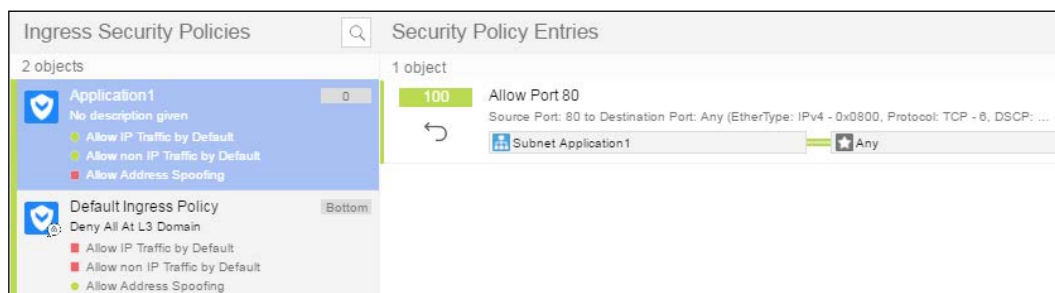 Ingress Security Policies
2 objects
Application1
0
No description given
Allow IP Traffic by Default
Allow non IP Traffic by Default
Allow Address Spoofing
Default Ingress Policy
Bottom
Deny All At L3 Domain
Allow IP Traffic by Default
Allow non IP Traffic by Default
Allow Address Spoofing
Security Policy Entries
1 object
100
Allow Port 80
Source Port: 80 to Destination Port: Any (EtherType: IPv4 - 0x0800, Protocol: TCP - 6, DSCP: ...
Subnet Application1
Any